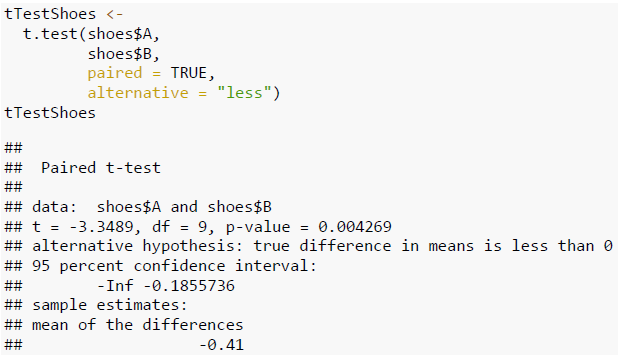 tTestShoes <-
  t.test(shoes$A,
         shoes$B,
         paired = TRUE,
         alternative = "less")
tTestShoes
##
##  Paired t-test
##
## data:  shoes$A and shoes$B
## t = -3.3489, df = 9, p-value = 0.004269
## alternative hypothesis: true difference in means is less than 0
## 95 percent confidence interval:
##        -Inf -0.1855736
## sample estimates:
## mean of the differences
##                   -0.41